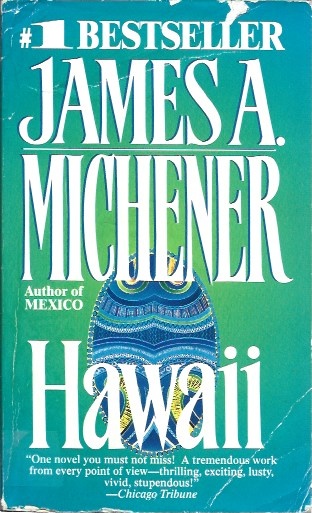 #1 BESTSELLER
JAMES A.
MICHENER
Author of
MEXICO
Hawaii
"One novel you must not miss! A tremendous work
from every point of view—thrilling, exciting, lusty,
vivid, stupendous!"
—Chicago Tribune